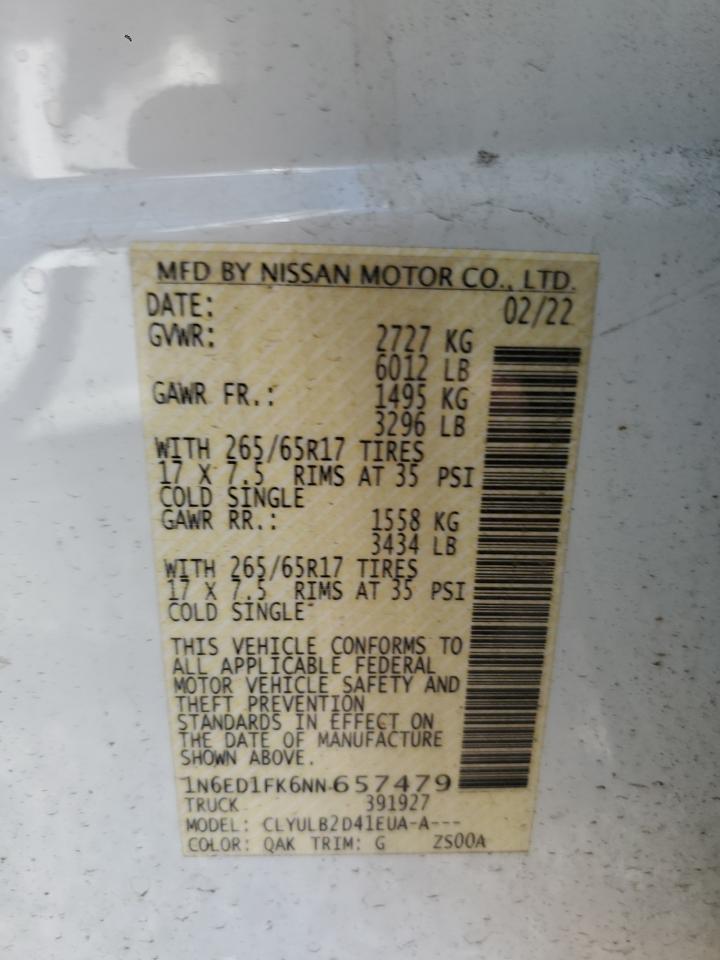 MFD BY NISSAN MOTOR CO., LTD.
DATE: 02/22
GVWR: 2727 KG
6012 LB
GAWR FR.: 1495 KG
3296 LB
WITH 265/65R17 TIRES
17 X 7.5 RIMS AT 35 PSI
COLD SINGLE
GAWR RR.: 1558 KG
3434 LB
WITH 265/65R17 TIRES
17 X 7.5 RIMS AT 35 PSI
COLD SINGLE
THIS VEHICLE CONFORMS TO
ALL APPLICABLE FEDERAL
MOTOR VEHICLE SAFETY AND
THEFT PREVENTION
STANDARDS IN EFFECT ON
THE DATE OF MANUFACTURE
SHOWN ABOVE.
1N6ED1FK6NN657479
TRUCK 391927
MODEL: CLYULB2D41EUA-A---
COLOR: QAK TRIM: G ZS00A